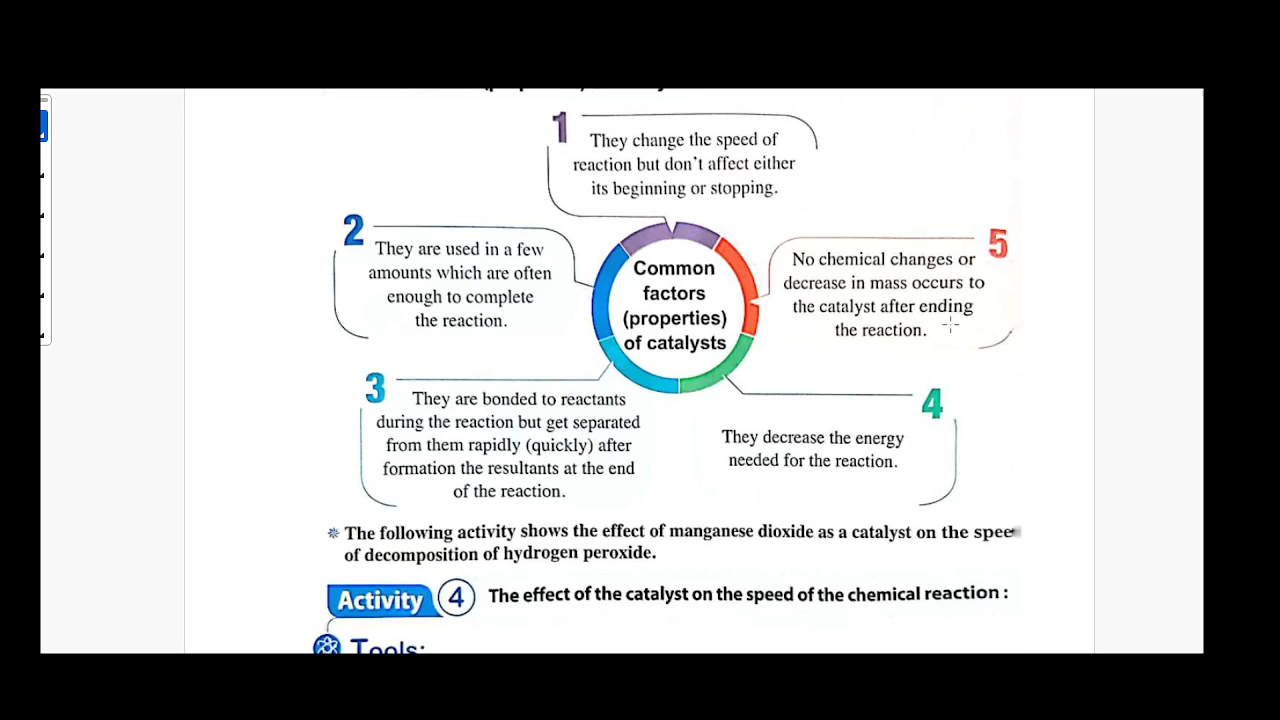 1
They change the speed of
reaction but don't affect either
its beginning or stopping.
2
They are used in a few
amounts which are often
enough to complete
the reaction.
Common
factors
(properties)
of catalysts
5
No chemical changes or
decrease in mass occurs to
the catalyst after ending
the reaction.
3
They are bonded to reactants
during the reaction but get separated
from them rapidly (quickly) after
formation the resultants at the end
of the reaction.
4
They decrease the energy
needed for the reaction.
The following activity shows the effect of manganese dioxide as a catalyst on the spee
of decomposition of hydrogen peroxide.
Activity 4 The effect of the catalyst on the speed of the chemical reaction :
Tools: